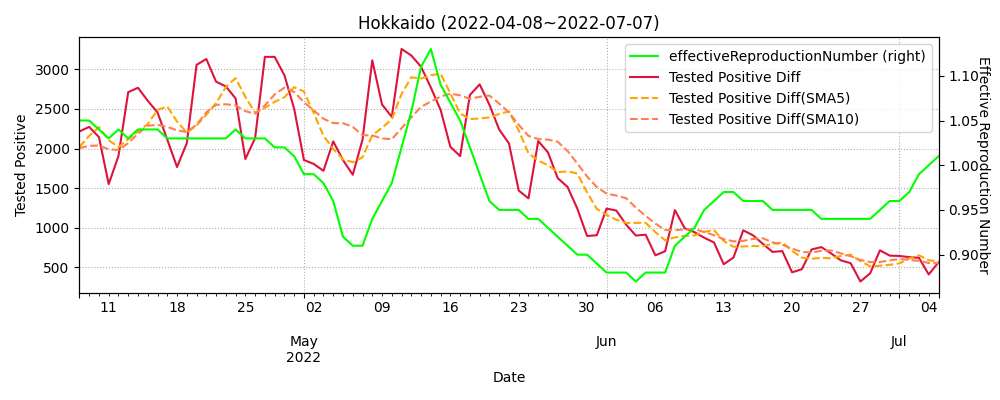 Hokkaido (2022-04-08~2022-07-07)
effectiveReproductionNumber (right)
Tested Positive Diff
Tested Positive Diff(SMA5)
Tested Positive Diff(SMA10)
Tested Positive
3000
2500
2000
1500
1000
500
1.10
1.05
1.00
0.95
0.90
Effective Reproduction Number
11 18 25 02 09 16 23 30 06 13 20 27 04
May Jun Jul
2022
Date